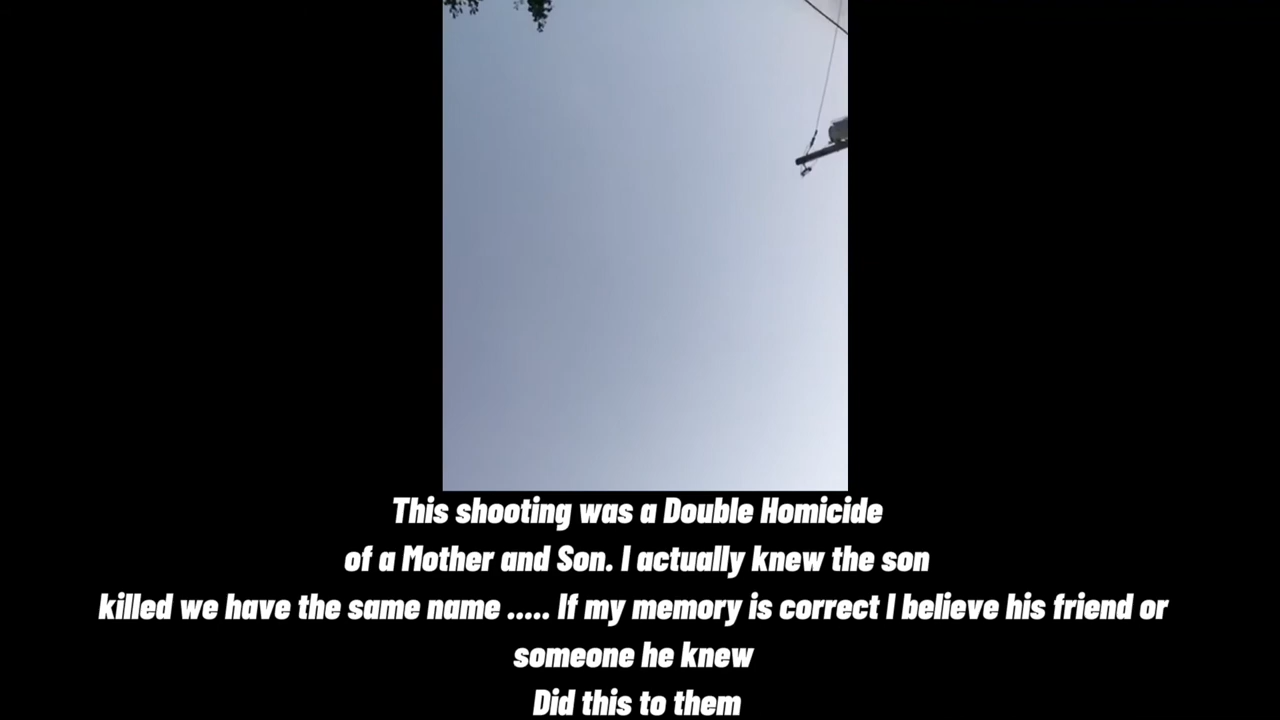 This shooting was a Double Homicide
of a Mother and Son. I actually knew the son
killed we have the same name ..... If my memory is correct I believe his friend or
someone he knew
Did this to them